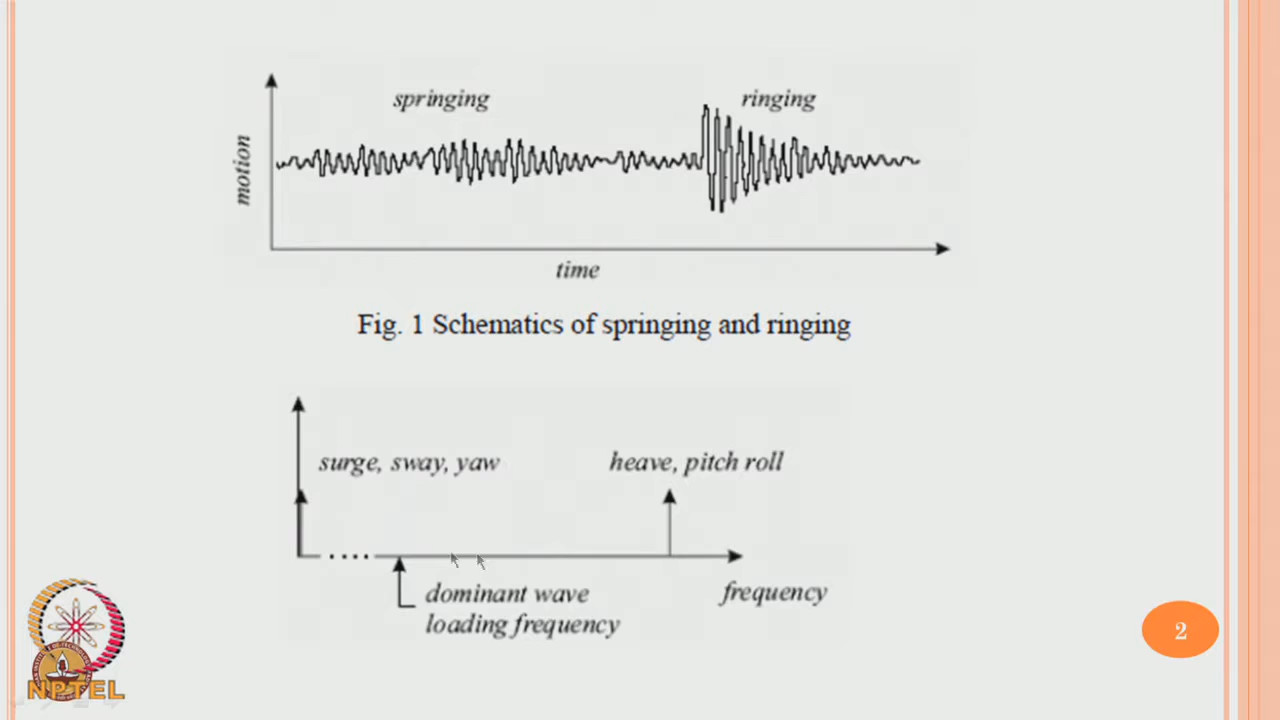 springing
ringing
motion
time
Fig. 1 Schematics of springing and ringing
surge, sway, yaw
heave, pitch roll
dominant wave
loading frequency
frequency
2
NPTEL